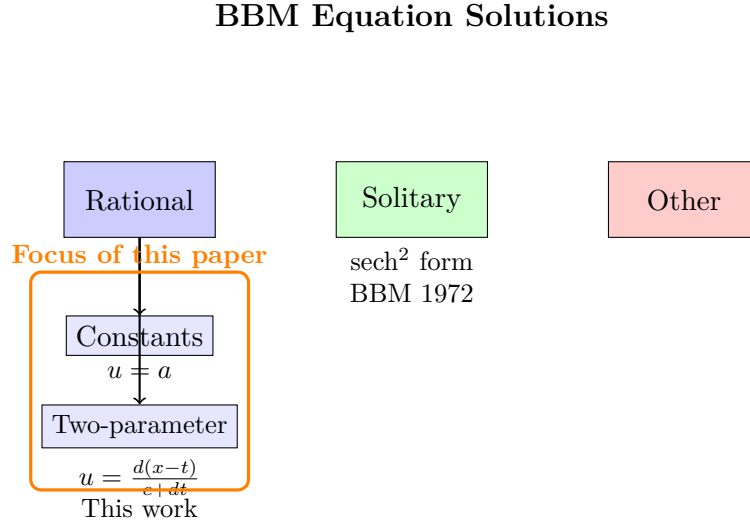 BBM Equation Solutions
Rational
Solitary
Other
Focus of this paper
sech² form
BBM 1972
Constants
u = a
Two-parameter
u = d(x−t)/(c+dt)
This work